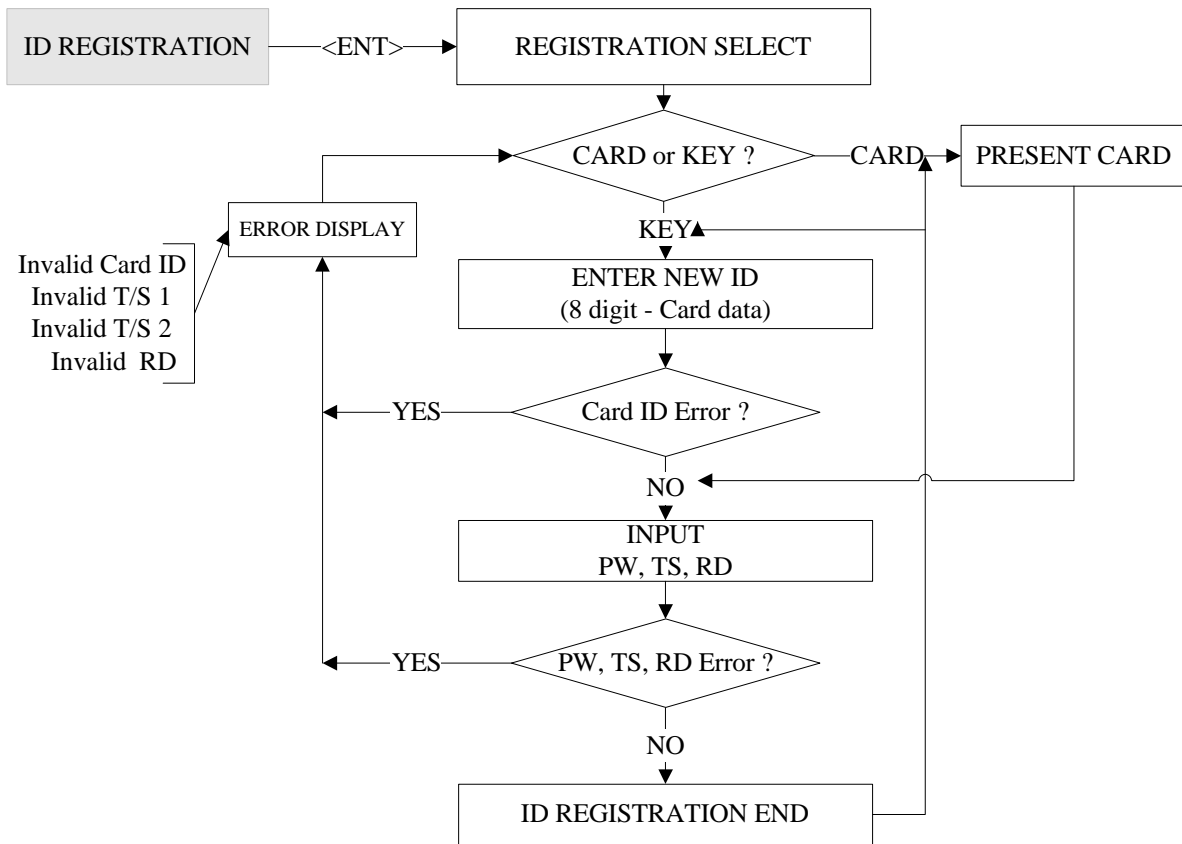 ID REGISTRATION
<ENT>
REGISTRATION SELECT
CARD or KEY ?
CARD
PRESENT CARD
KEY
ERROR DISPLAY
Invalid Card ID
Invalid T/S 1
Invalid T/S 2
Invalid RD
ENTER NEW ID
(8 digit - Card data)
Card ID Error ?
YES
NO
INPUT
PW, TS, RD
PW, TS, RD Error ?
YES
NO
ID REGISTRATION END